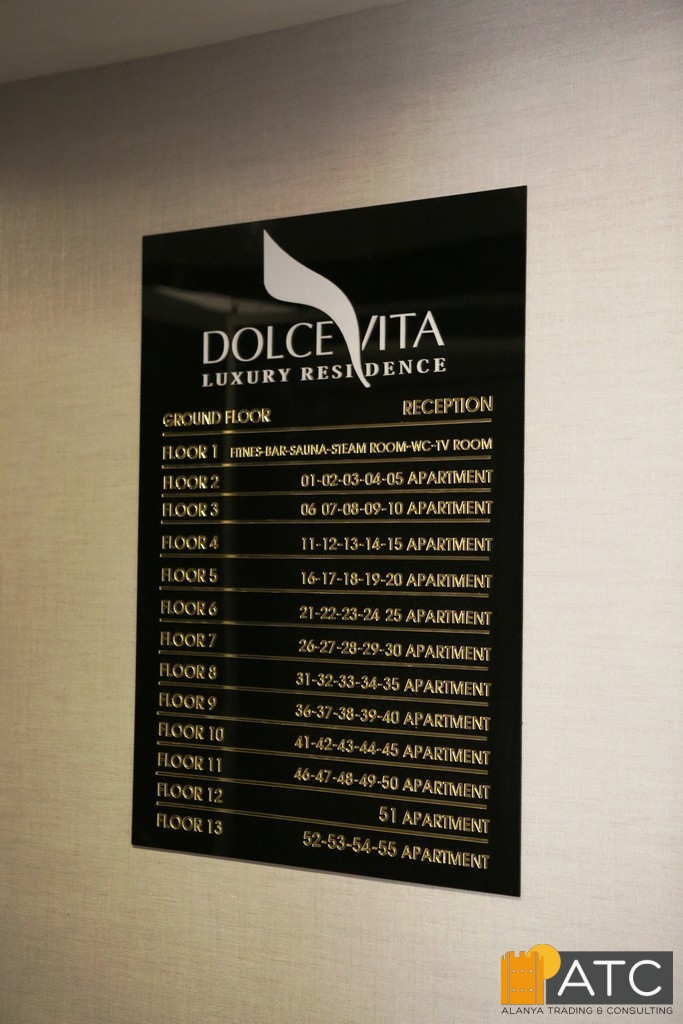 DOLCE VITA
LUXURY RESIDENCE
GROUND FLOOR RECEPTION
FLOOR 1 FITNES-BAR-SAUNA-STEAM ROOM-WC-TV ROOM
FLOOR 2 01-02-03-04-05 APARTMENT
FLOOR 3 06 07-08-09-10 APARTMENT
FLOOR 4 11-12-13-14-15 APARTMENT
FLOOR 5 16-17-18-19-20 APARTMENT
FLOOR 6 21-22-23-24 25 APARTMENT
FLOOR 7 26-27-28-29-30 APARTMENT
FLOOR 8 31-32-33-34-35 APARTMENT
FLOOR 9 36-37-38-39-40 APARTMENT
FLOOR 10 41-42-43-44-45 APARTMENT
FLOOR 11 46-47-48-49-50 APARTMENT
FLOOR 12 51 APARTMENT
FLOOR 13 52-53-54-55 APARTMENT
ATC
ALANYA TRADING & CONSULTING